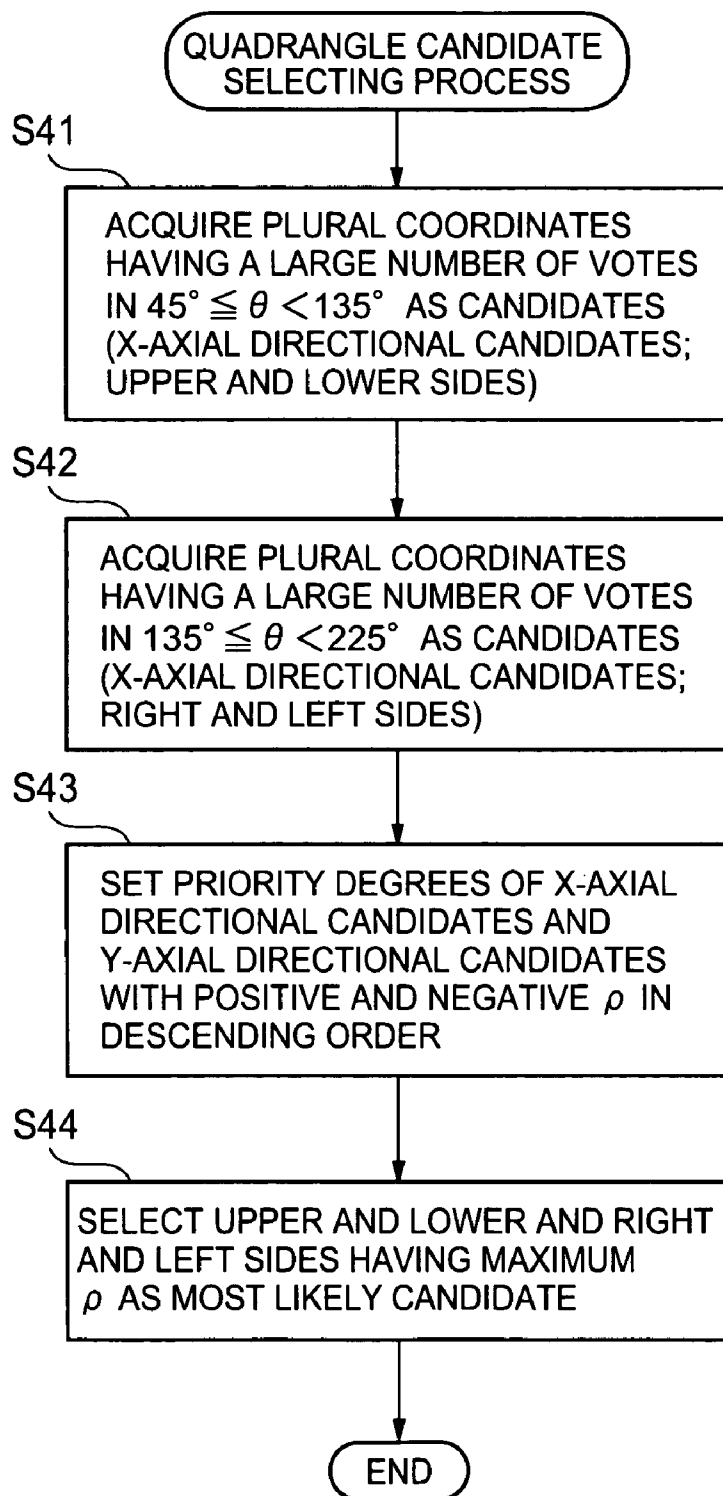 QUADRANGLE CANDIDATE
SELECTING PROCESS
S41
ACQUIRE PLURAL COORDINATES
HAVING A LARGE NUMBER OF VOTES
IN 45° ≦ θ <135° AS CANDIDATES
(X-AXIAL DIRECTIONAL CANDIDATES;
UPPER AND LOWER SIDES)
S42
ACQUIRE PLURAL COORDINATES
HAVING A LARGE NUMBER OF VOTES
IN 135° ≦ θ <225° AS CANDIDATES
(X-AXIAL DIRECTIONAL CANDIDATES;
RIGHT AND LEFT SIDES)
S43
SET PRIORITY DEGREES OF X-AXIAL
DIRECTIONAL CANDIDATES AND
Y-AXIAL DIRECTIONAL CANDIDATES
WITH POSITIVE AND NEGATIVE ρ IN
DESCENDING ORDER
S44
SELECT UPPER AND LOWER AND RIGHT
AND LEFT SIDES HAVING MAXIMUM
ρ AS MOST LIKELY CANDIDATE
END